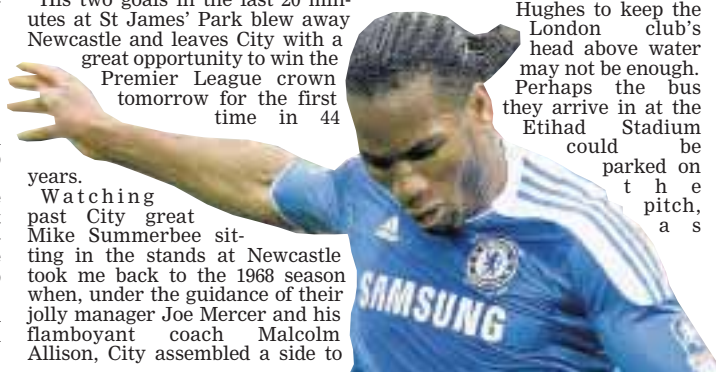 His two goals in the last 20 min-
utes at St James’ Park blew away
Newcastle and leaves City with a
great opportunity to win the
Premier League crown
tomorrow for the first
time in 44
years.
Watching
past City great
Mike Summerbee sit-
ting in the stands at Newcastle
took me back to the 1968 season
when, under the guidance of their
jolly manager Joe Mercer and his
flamboyant coach Malcolm
Allison, City assembled a side to
Hughes to keep the
London club’s
head above water
may not be enough.
Perhaps the bus
they arrive in at the
Etihad Stadium
could be
parked on
the
pitch,
as
SAMSUNG